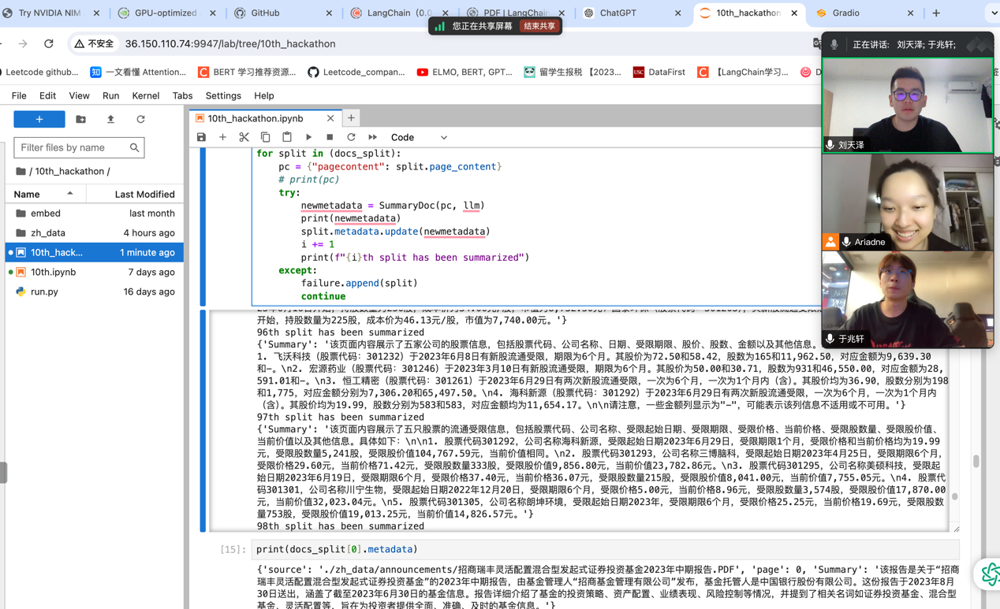 Try NVIDIA NIM
GPU-optimized
GitHub
LangChain (0.
PDF | LangChain
ChatGPT
10th_hackathon
Gradio
您正在共享屏幕 结束共享
不安全 36.150.110.74:9947/lab/tree/10th_hackathon
正在讲话: 刘天泽; 于兆轩;
Leetcode github...
一文看懂 Attention...
BERT 学习推荐资源...
Leetcode_compan...
ELMO, BERT, GPT...
留学生报税 【2023...
DataFirst
【LangChain学习...
File Edit View Run Kernel Tabs Settings Help
10th_hackathon.ipynb
Filter files by name
Code
/ 10th_hackathon /
Name Last Modified
embed last month
zh_data 4 hours ago
10th_hack... 1 minute ago
10th.ipynb 7 days ago
run.py 16 days ago
刘天泽
Ariadne
于兆轩
for split in (docs_split):
pc = {"pagecontent": split.page_content}
# print(pc)
try:
newmetadata = SummaryDoc(pc, llm)
print(newmetadata)
split.metadata.update(newmetadata)
i +=
print(f"{i}th split has been summarized")
except:
failure.append(split)
continue
开始，持股数量为225股，成本价为46.13元/股，市值为7,740.00元。'}
96th split has been summarized
{'Summary': '该页面内容展示了五家公司的股票信息，包括股票代码、公司名称、日期、受限期限、股价、股数、金额以及其他信息。
沃科技（股票代码：301232）于2023年6月8日有新股流通受限，期限为6个月。其股价为72.50和58.42，股数为165和11,962.50，对应金额为9,639.30
和-。\n2. 宏源药业（股票代码：301246）于2023年3月10日有新股流通受限，期限为6个月。其股价为50.00和30.71，股数为931和46,550.00，对应金额为28,
591.01和-。\n3. 恒工精密（股票代码：301261）于2023年6月29日有两次新股流通受限，一次为6个月，一次为1个月内（含）。其股价均为36.90，股数分别为198
和1,775，对应金额分别为7,306.20和65,497.50。\n4. 海科新源（股票代码：301292）于2023年6月29日有两次新股流通受限，一次为6个月，一次为1个月内
（含）。其股价均为19.99，股数分别为583和583，对应金额均为11,654.17。\n\n请注意，一些金额列显示为"-"，可能表示该列信息不适用或不可用。'}
97th split has been summarized
{'Summary': '该页面内容展示了五只股票的流通受限信息，包括股票代码、公司名称、受限起始日期、受限期限、受限价格、当前价格、受限股数量、受限股价值、
当前价值以及其他信息。具体如下：\n\n1. 股票代码301292，公司名称海科新源，受限起始日期2023年6月29日，受限期限1个月，受限价格和当前价格均为19.99
元，受限股数量5,241股，受限股价值104,767.59元，当前价值相同。\n2. 股票代码301293，公司名称三博脑科，受限起始日期2023年4月25日，受限期限6个月，
受限价格29.60元，当前价格71.42元，受限股数量333股，受限股价值9,856.80元，当前价值23,782.86元。\n3. 股票代码301295，公司名称美硕科技，受限起
始日期2023年6月19日，受限期限6个月，受限价格37.40元，当前价格36.07元，受限股数量215股，受限股价值8,041.00元，当前价值7,755.05元。\n4. 股票代
码301301，公司名称川宁生物，受限起始日期2022年12月20日，受限期限6个月，受限价格5.00元，当前价格8.96元，受限股数量3,574股，受限股价值17,870.00
元，当前价值32,023.04元。\n5. 股票代码301305，公司名称朗坤环境，受限起始日期2023年，受限期限6个月，受限价格25.25元，当前价格19.69元，受限股数
量753股，受限股价值19,013.25元，当前价值14,826.57元。'}
98th split has been summarized
[15]: print(docs_split[0].metadata)
{'source': './zh_data/announcements/招商瑞丰灵活配置混合型发起式证券投资基金2023年中期报告.PDF', 'page': 0, 'Summary': '该报告是关于“招商
瑞丰灵活配置混合型发起式证券投资基金”的2023年中期报告，由基金管理人“招商基金管理有限公司”发布，基金托管人是中国银行股份有限公司。这份报告于2023年8月
30日送出，涵盖了截至2023年6月30日的基金信息。报告详细介绍了基金的投资策略、资产配置、业绩表现、风险控制等情况，并提到了相关名词如证券投资基金、混合型
基金、灵活配置等，旨在为投资者提供全面、准确、及时的基金信息。'}